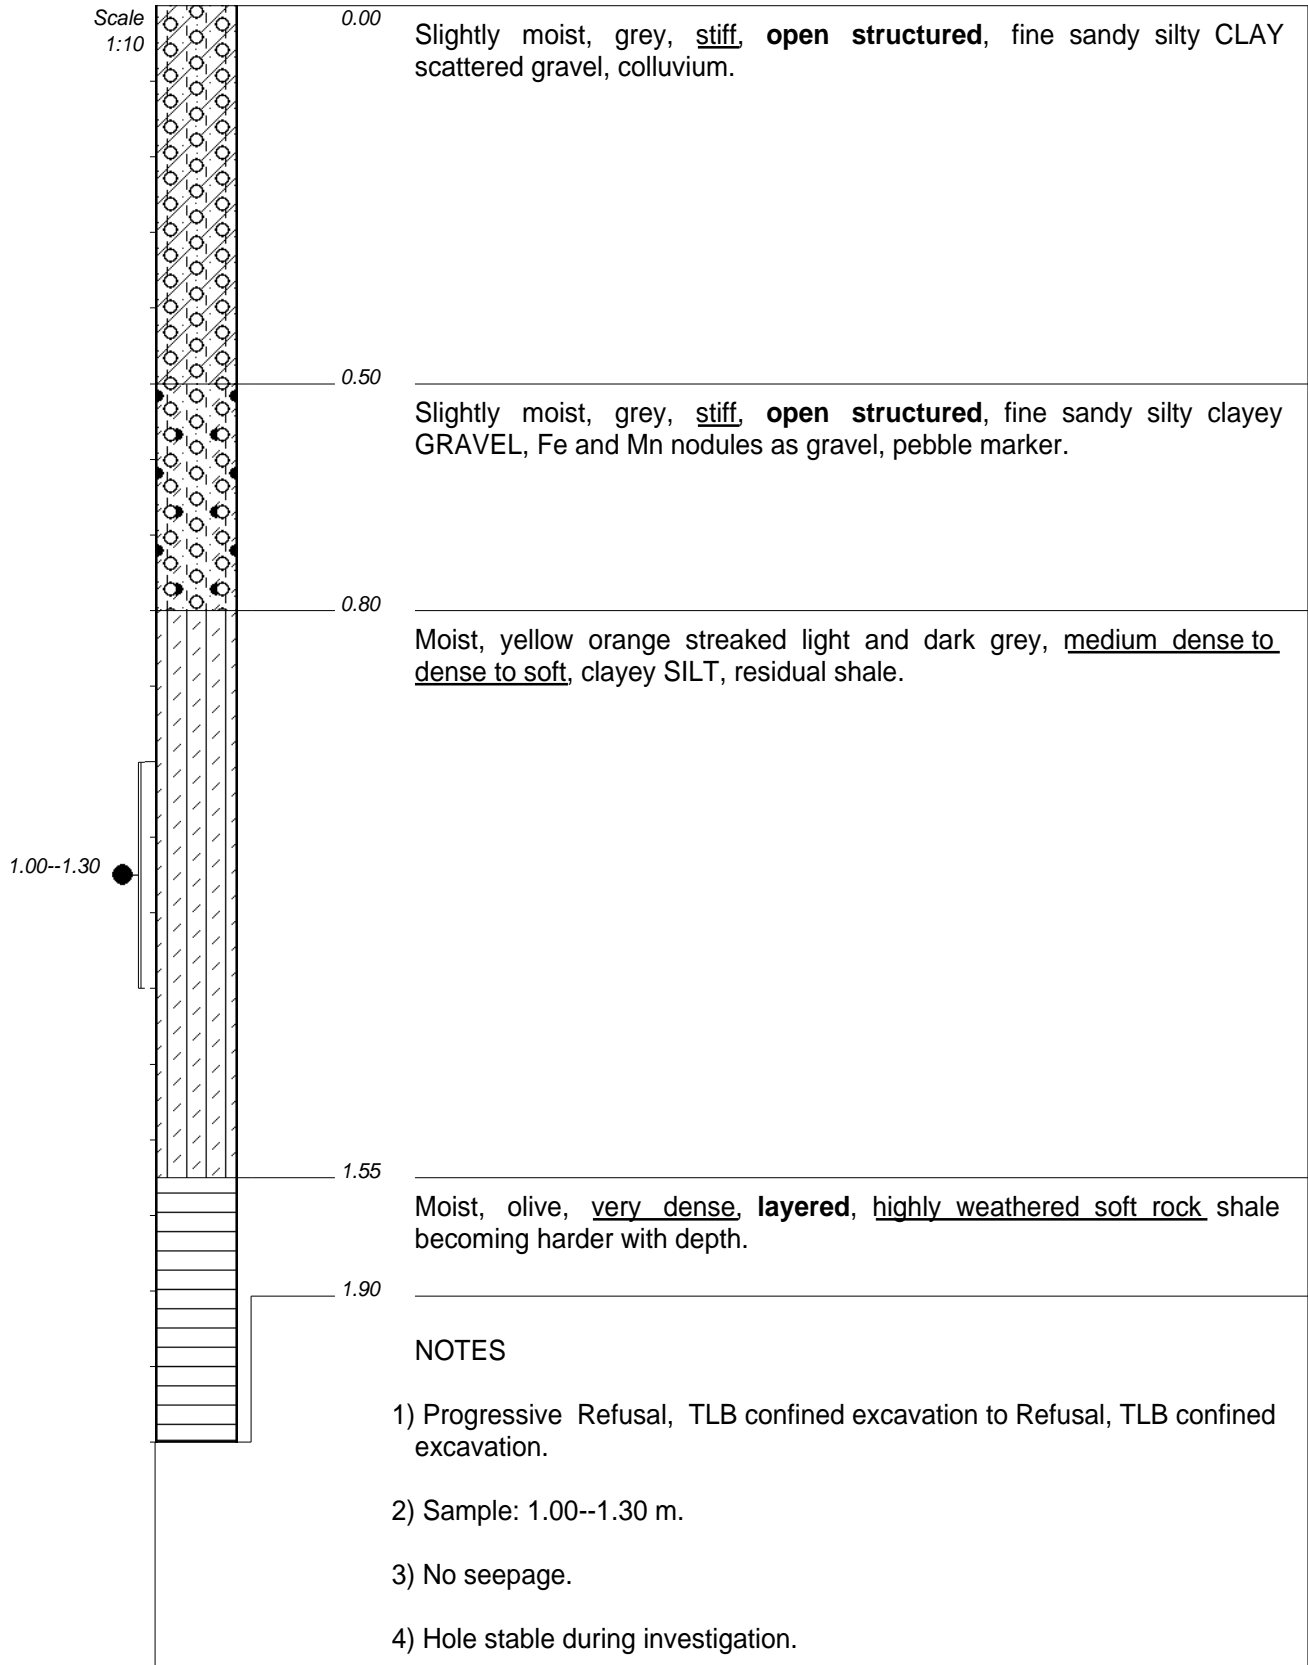 Scale
1:10
0.00
Slightly moist, grey, stiff, open structured, fine sandy silty CLAY
scattered gravel, colluvium.
0.50
Slightly moist, grey, stiff, open structured, fine sandy silty clayey
GRAVEL, Fe and Mn nodules as gravel, pebble marker.
0.80
Moist, yellow orange streaked light and dark grey, medium dense to
dense to soft, clayey SILT, residual shale.
1.00--1.30
1.55
Moist, olive, very dense, layered, highly weathered soft rock shale
becoming harder with depth.
1.90
NOTES
1) Progressive Refusal, TLB confined excavation to Refusal, TLB confined
excavation.
2) Sample: 1.00--1.30 m.
3) No seepage.
4) Hole stable during investigation.